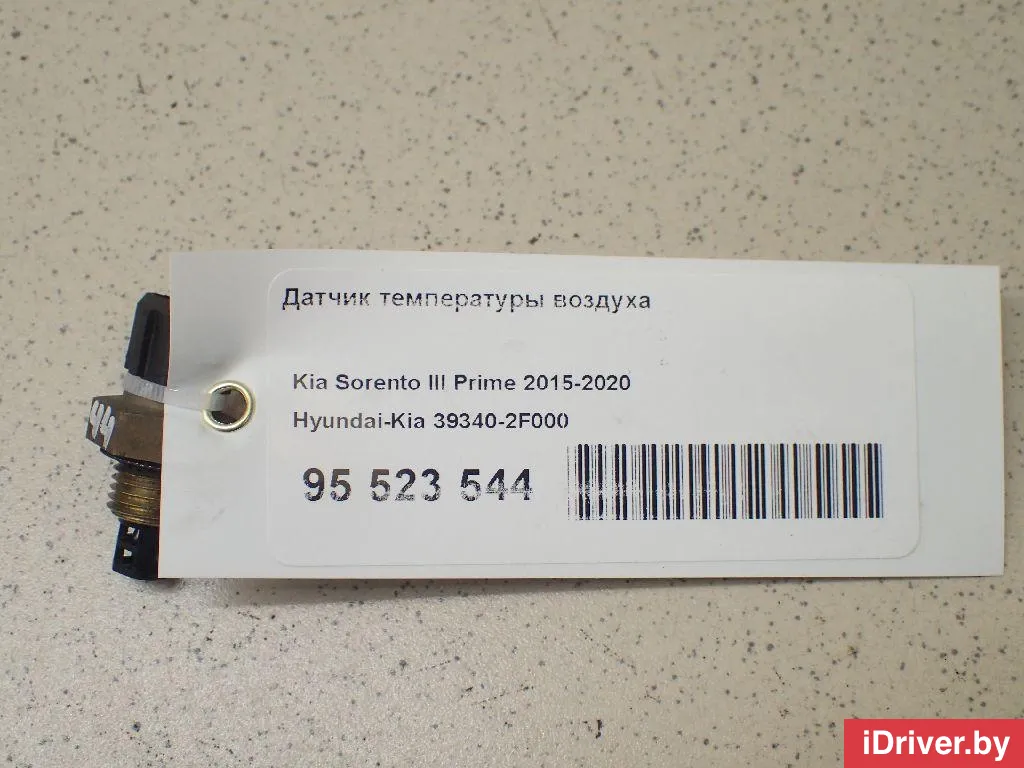 Датчик температуры воздуха
Kia Sorento III Prime 2015-2020
Hyundai-Kia 39340-2F000
95 523 544
iDriver.by